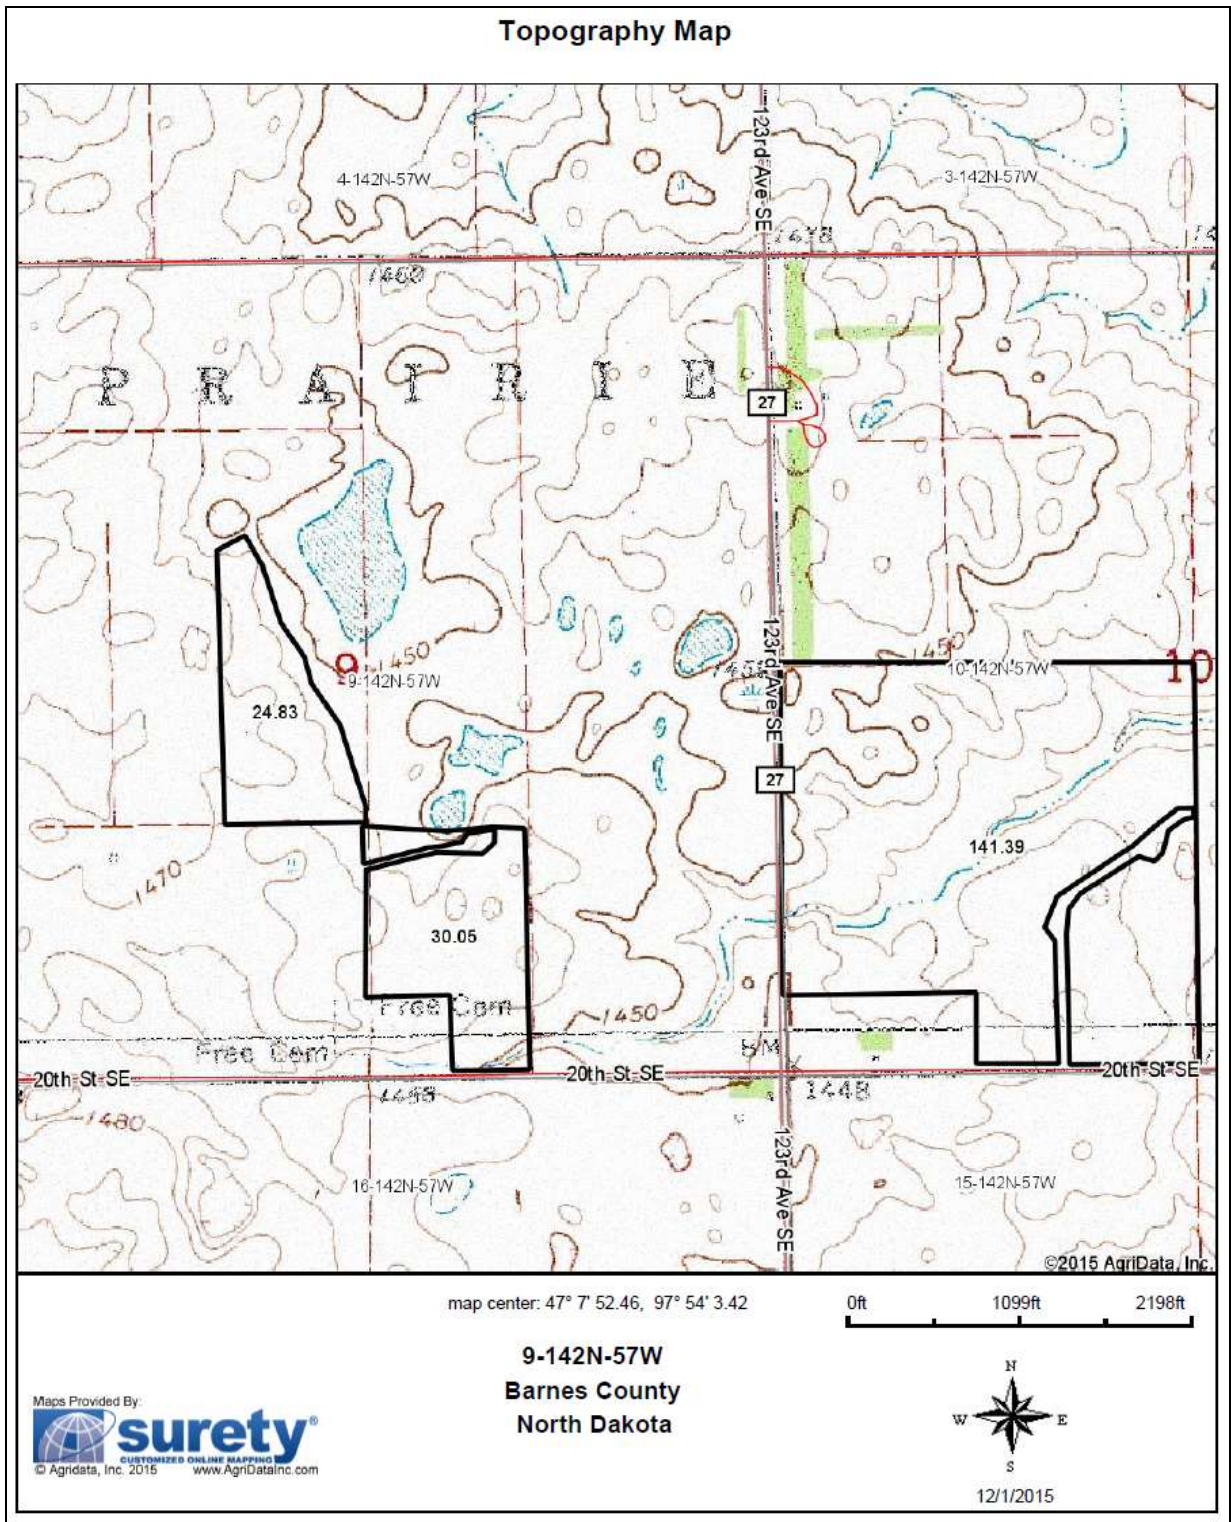 Topography Map
123rd Ave SE
4-142N-57W
3-142N-57W
1460
P R A I R I E
27
1450
9
9-142N-57W
123rd Ave SE
1450
10-142N-57W
10
24.83
27
141.39
1470
30.05
Free Cem
1450
Free Cem
BM
20th St SE
20th St SE
20th St SE
1448
1480
123rd Ave SE
16-142N-57W
15-142N-57W
©2015 AgriData, Inc.
map center: 47° 7' 52.46, 97° 54' 3.42
0ft 1099ft 2198ft
9-142N-57W
Barnes County
North Dakota
Maps Provided By:
surety®
CUSTOMIZED ONLINE MAPPING
© Agridata, Inc. 2015 www.AgriDataInc.com
N
W E
S
12/1/2015